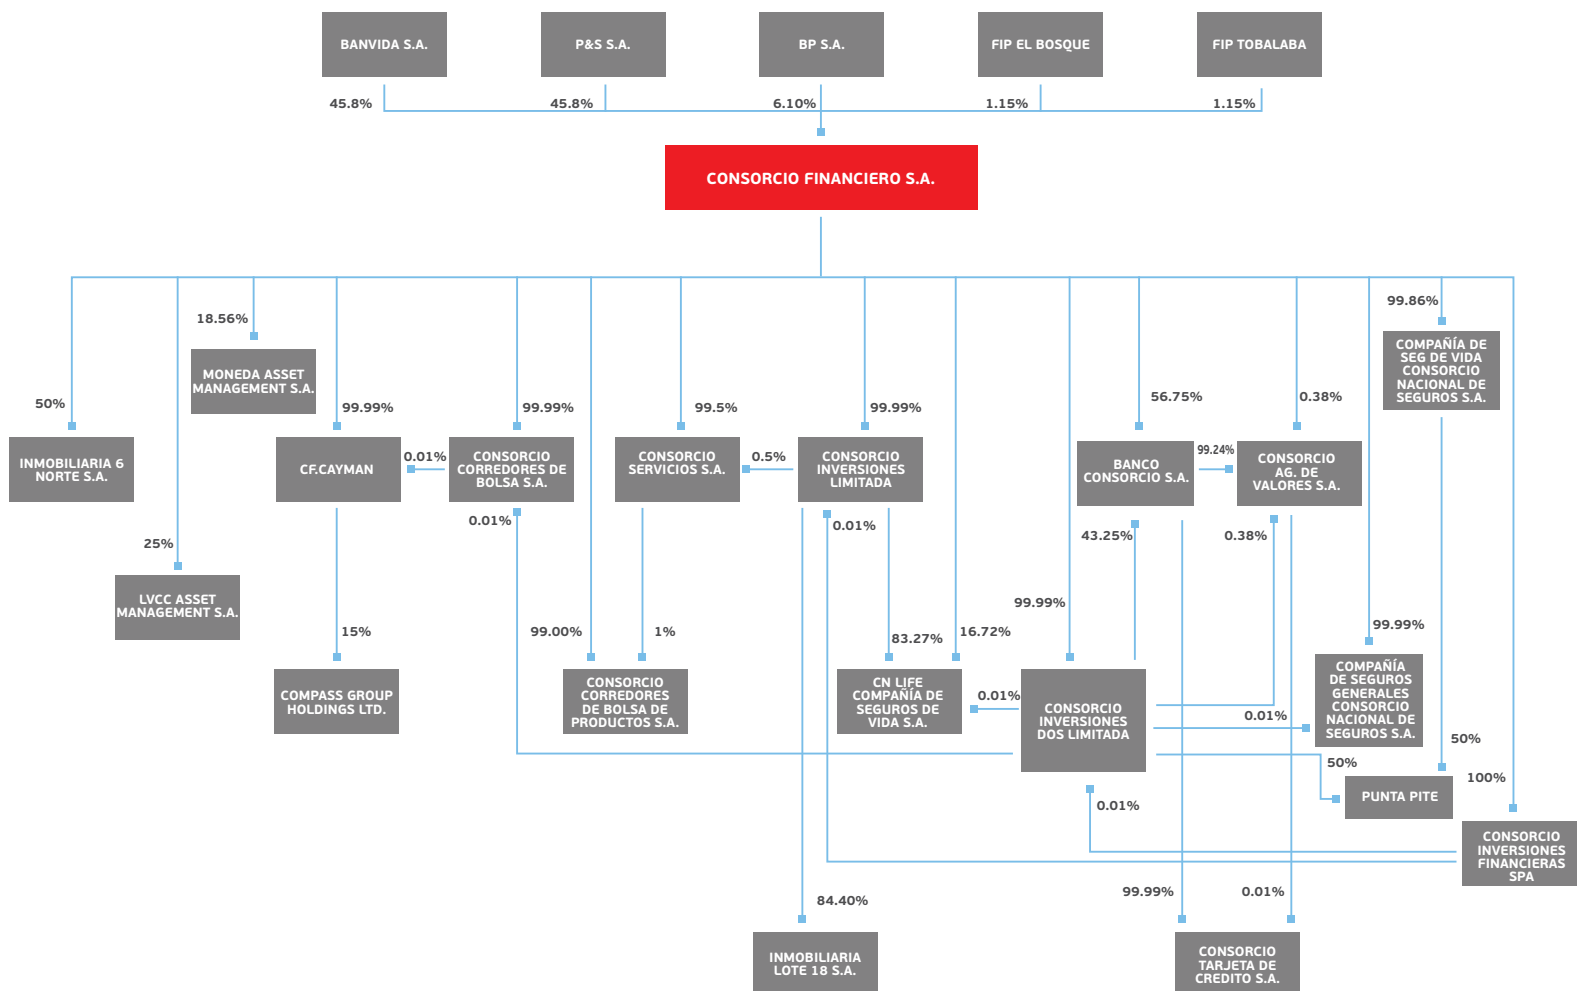 BANVIDA S.A.
P&S S.A.
BP S.A.
FIP EL BOSQUE
FIP TOBALABA
45.8%
45.8%
6.10%
1.15%
1.15%
CONSORCIO FINANCIERO S.A.
99.86%
18.56%
COMPAÑÍA DE
SEG DE VIDA
CONSORCIO
NACIONAL DE
SEGUROS S.A.
MONEDA ASSET
MANAGEMENT S.A.
50%
99.99%
99.99%
99.5%
99.99%
56.75%
0.38%
INMOBILIARIA 6
NORTE S.A.
CF.CAYMAN
0.01%
CONSORCIO
CORREDORES DE
BOLSA S.A.
CONSORCIO
SERVICIOS S.A.
0.5%
CONSORCIO
INVERSIONES
LIMITADA
BANCO
CONSORCIO S.A.
99.24%
CONSORCIO
AG. DE
VALORES S.A.
0.01%
0.01%
43.25%
0.38%
25%
LVCC ASSET
MANAGEMENT S.A.
99.99%
15%
99.00%
1%
83.27%
16.72%
99.99%
COMPASS GROUP
HOLDINGS LTD.
CONSORCIO
CORREDORES
DE BOLSA DE
PRODUCTOS S.A.
CN LIFE
COMPAÑÍA DE
SEGUROS DE
VIDA S.A.
0.01%
CONSORCIO
INVERSIONES
DOS LIMITADA
0.01%
COMPAÑÍA
DE SEGUROS
GENERALES
CONSORCIO
NACIONAL DE
SEGUROS S.A.
50%
50%
100%
PUNTA PITE
0.01%
CONSORCIO
INVERSIONES
FINANCIERAS
SPA
84.40%
99.99%
0.01%
INMOBILIARIA
LOTE 18 S.A.
CONSORCIO
TARJETA DE
CREDITO S.A.